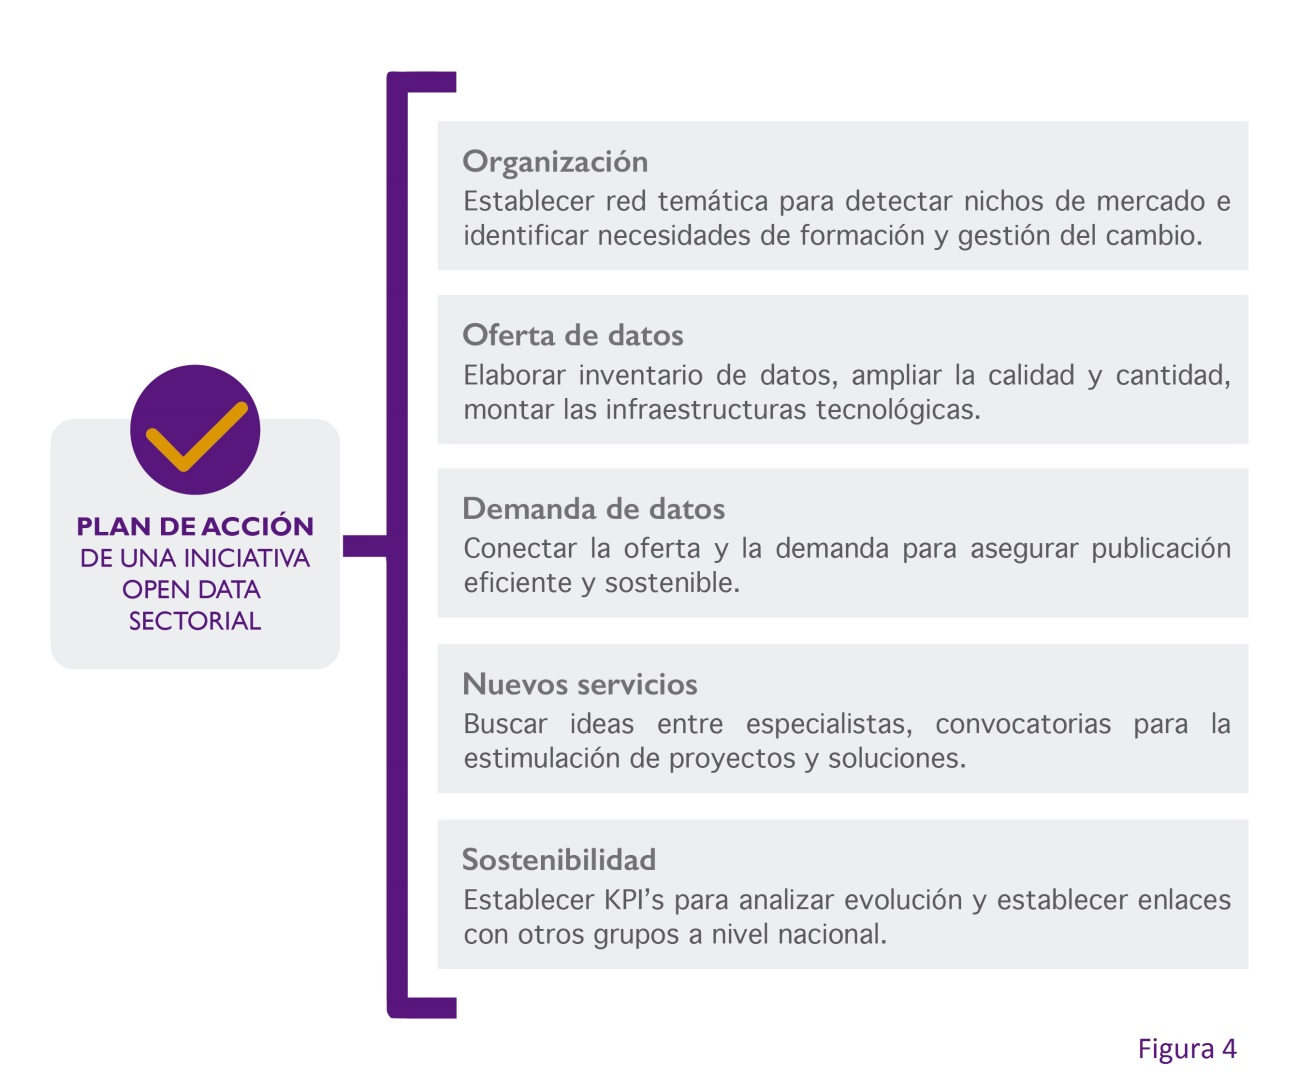 PLAN DE ACCIÓN
DE UNA INICIATIVA
OPEN DATA
SECTORIAL
Organización
Establecer red temática para detectar nichos de mercado e
identificar necesidades de formación y gestión del cambio.
Oferta de datos
Elaborar inventario de datos, ampliar la calidad y cantidad,
montar las infraestructuras tecnológicas.
Demanda de datos
Conectar la oferta y la demanda para asegurar publicación
eficiente y sostenible.
Nuevos servicios
Buscar ideas entre especialistas, convocatorias para la
estimulación de proyectos y soluciones.
Sostenibilidad
Establecer KPI’s para analizar evolución y establecer enlaces
con otros grupos a nivel nacional.
Figura 4